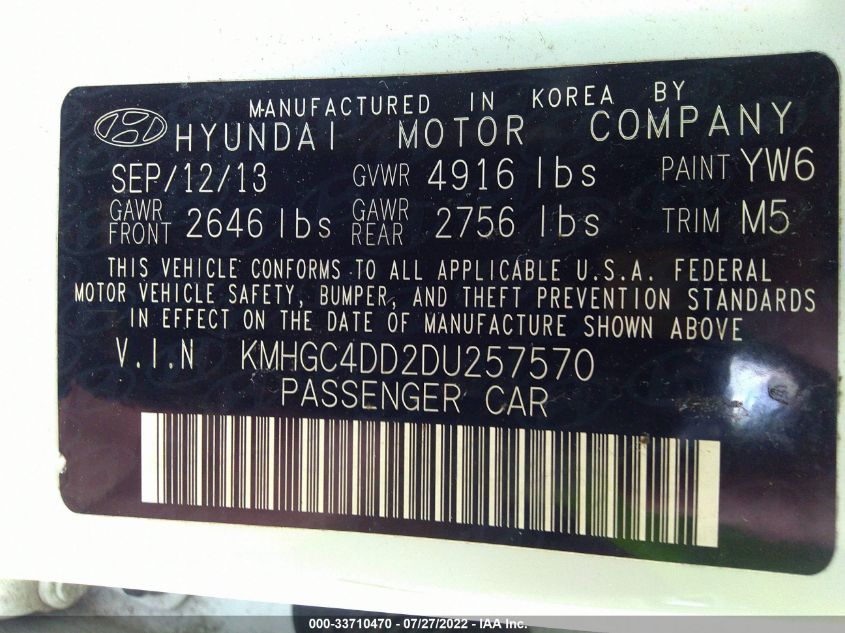 MANUFACTURED IN KOREA BY
HYUNDAI MOTOR COMPANY
SEP/12/13 GVWR 4916 lbs PAINT YW6
GAWR FRONT 2646 lbs GAWR REAR 2756 lbs TRIM M5
THIS VEHICLE CONFORMS TO ALL APPLICABLE U.S.A. FEDERAL
MOTOR VEHICLE SAFETY, BUMPER, AND THEFT PREVENTION STANDARDS
IN EFFECT ON THE DATE OF MANUFACTURE SHOWN ABOVE
V.I.N KMHGC4DD2DU257570
PASSENGER CAR
000-33710470 - 07/27/2022 - IAA Inc.